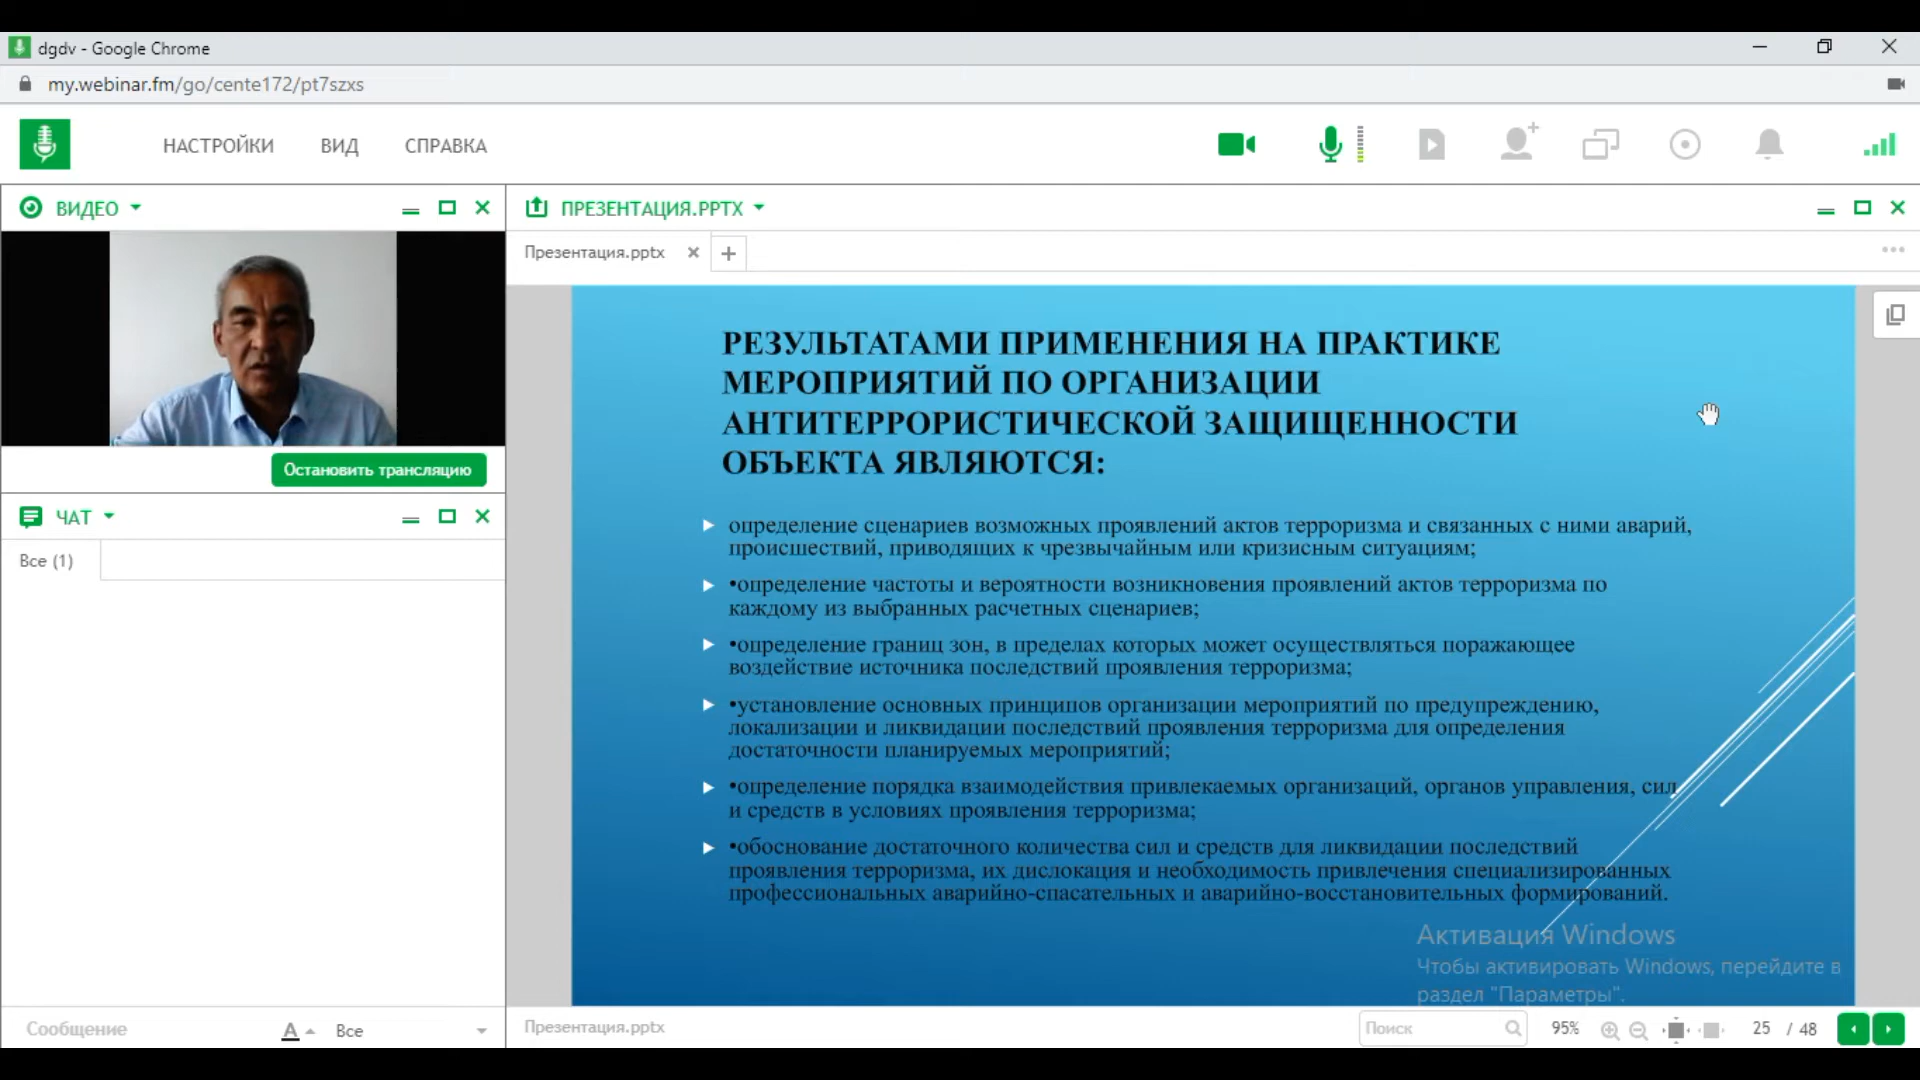 dgdv - Google Chrome
my.webinar.fm/go/cente172/pt7szxs
НАСТРОЙКИ ВИД СПРАВКА
ВИДЕО
Остановить трансляцию
ЧАТ
Все (1)
Сообщение
А
Все
ПРЕЗЕНТАЦИЯ.PPTX
Презентация.pptx
РЕЗУЛЬТАТАМИ ПРИМЕНЕНИЯ НА ПРАКТИКЕ
МЕРОПРИЯТИЙ ПО ОРГАНИЗАЦИИ
АНТИТЕРРОРИСТИЧЕСКОЙ ЗАЩИЩЕННОСТИ
ОБЪЕКТА ЯВЛЯЮТСЯ:
определение сценариев возможных проявлений актов терроризма и связанных с ними аварий,
происшествий, приводящих к чрезвычайным или кризисным ситуациям;
•определение частоты и вероятности возникновения проявлений актов терроризма по
каждому из выбранных расчетных сценариев;
•определение границ зон, в пределах которых может осуществляться поражающее
воздействие источника последствий проявления терроризма;
•установление основных принципов организации мероприятий по предупреждению,
локализации и ликвидации последствий проявления терроризма для определения
достаточности планируемых мероприятий;
•определение порядка взаимодействия привлекаемых организаций, органов управления, сил
и средств в условиях проявления терроризма;
•обоснование достаточного количества сил и средств для ликвидации последствий
проявления терроризма, их дислокация и необходимость привлечения специализированных
профессиональных аварийно-спасательных и аварийно-восстановительных формирований.
Активация Windows
Чтобы активировать Windows, перейдите в
раздел "Параметры".
Презентация.pptx
Поиск
95%
25 / 48